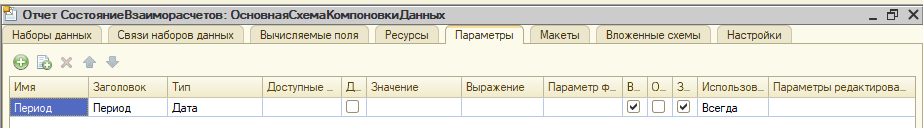 Отчет СостояниеВзаиморасчетов: ОсновнаяСхемаКомпоновкиДанных
Наборы данных Связи наборов данных Вычисляемые поля Ресурсы Параметры Макеты Вложенные схемы Настройки
Имя Заголовок Тип Доступные ... Д... Значение Выражение Параметр Ф... В... О... З... Использов... Параметры редактирова...
Период Период Дата Всегда